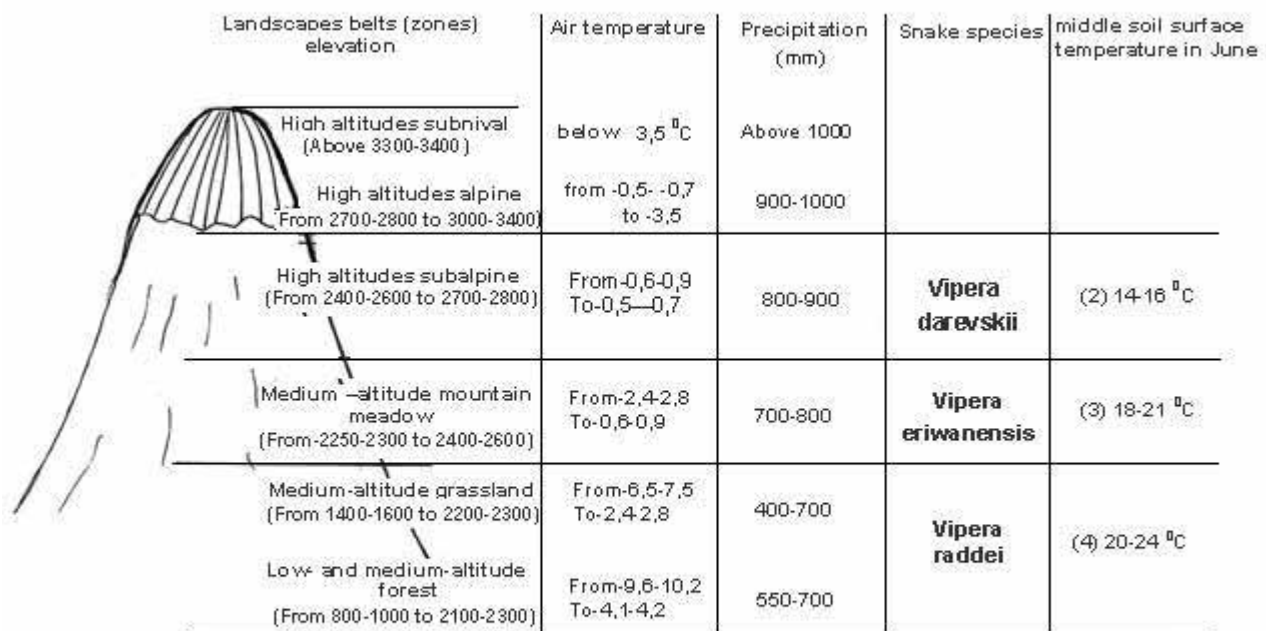 Landscapes belts (zones)
elevation
Air temperature
Precipitation
(mm)
Snake species
middle soil surface
temperature in June
High altitudes subnival
(Above 3300-3400)
below 3,5 ⁰C
Above 1000
High altitudes alpine
(From 2700-2800 to 3000-3400)
from -0,5- -0,7
to -3,5
900-1000
High altitudes subalpine
(From 2400-2600 to 2700-2800)
From-0,6-0,9
To-0,5—0,7
800-900
Vipera
darevskii
(2) 14-16 ⁰C
Medium –altitude mountain
meadow
(From-2250-2300 to 2400-2600)
From-2,4-2,8
To-0,6-0,9
700-800
Vipera
eriwanensis
(3) 18-21 ⁰C
Medium-altitude grassland
(From 1400-1600 to 2200-2300)
From-6,5-7,5
To-2,4-2,8
400-700
Vipera
raddei
(4) 20-24 ⁰C
Low- and medium-altitude
forest
(From 800-1000 to 2100-2300)
From-9,6-10,2
To-4,1-4,2
550-700